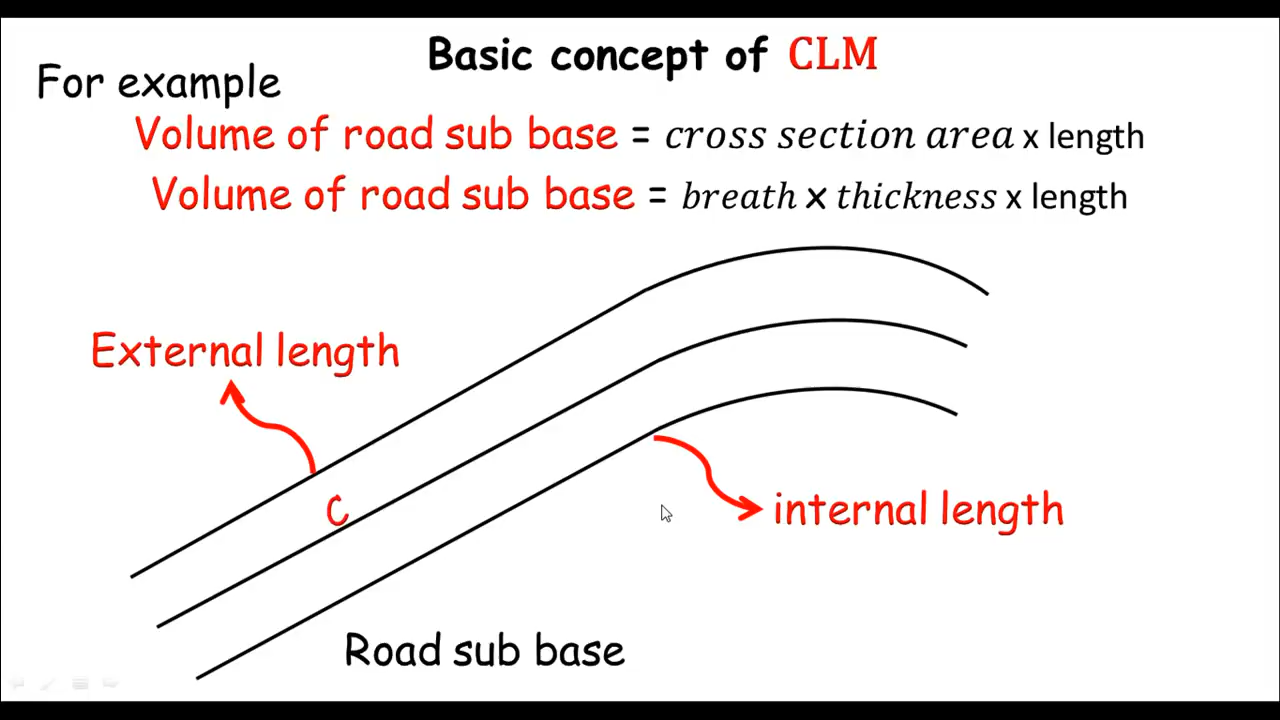 Basic concept of CLM
For example
Volume of road sub base = cross section area x length
Volume of road sub base = breath x thickness x length
External length
C
internal length
Road sub base